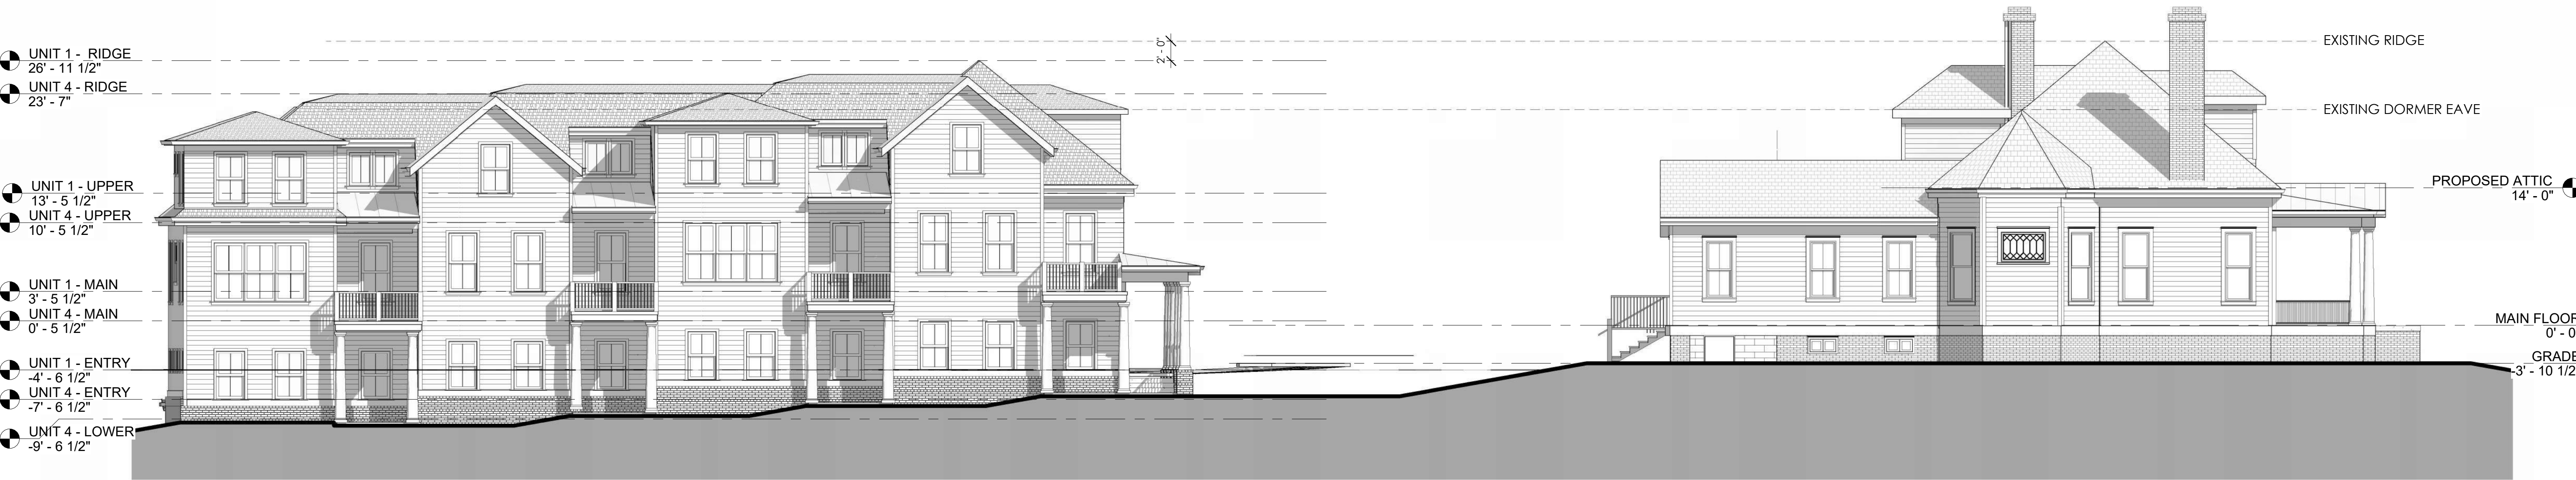 UNIT 1 - RIDGE
26' - 11 1/2"
UNIT 4 - RIDGE
23' - 7"
UNIT 1 - UPPER
13' - 5 1/2"
UNIT 4 - UPPER
10' - 5 1/2"
UNIT 1 - MAIN
3' - 5 1/2"
UNIT 4 - MAIN
0' - 5 1/2"
UNIT 1 - ENTRY
-4' - 6 1/2"
UNIT 4 - ENTRY
-7' - 6 1/2"
UNIT 4 - LOWER
-9' - 6 1/2"
2' - 0"
EXISTING RIDGE
EXISTING DORMER EAVE
PROPOSED ATTIC
14' - 0"
MAIN FLOOR
0' - 0
GRADE
-3' - 10 1/2